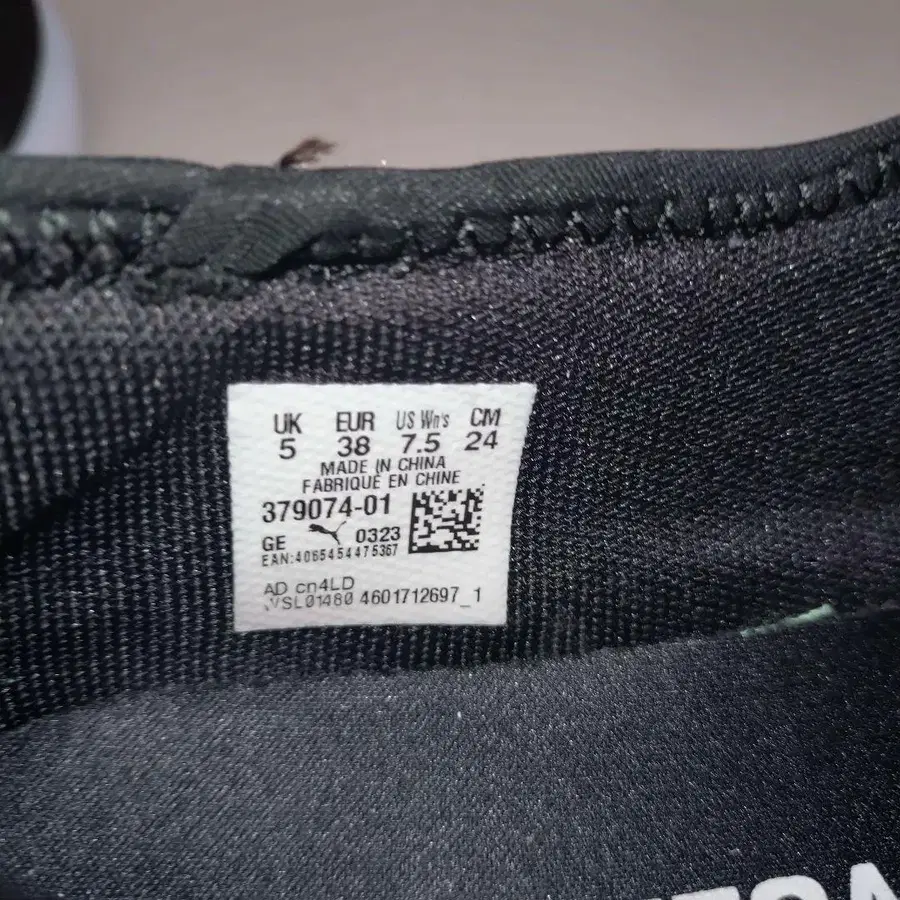 UK EUR US Wn's CM
5 38 7.5 24
MADE IN CHINA
FABRIQUÉ EN CHINE
379074-01
GE 0323
EAN:4065454475367
AD cn4LD
VSL01480 4601712697_1